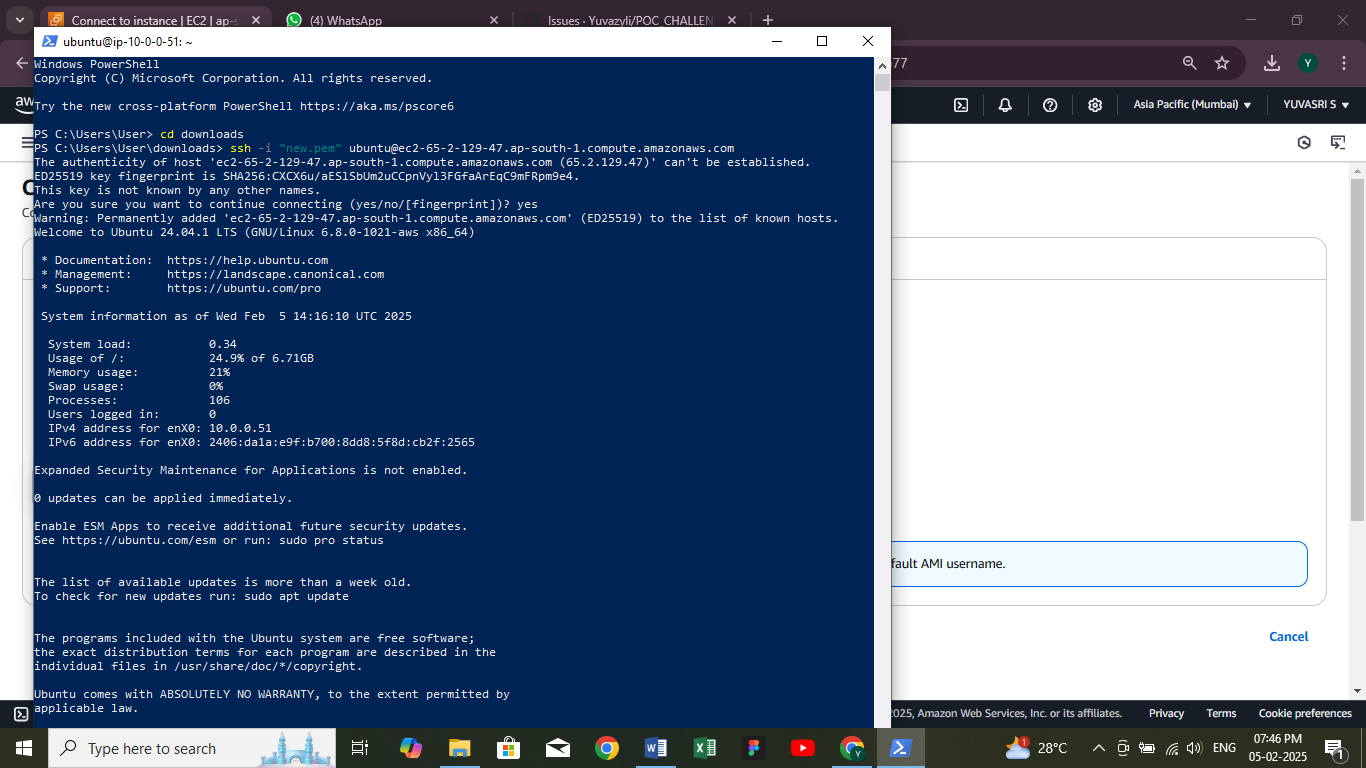 Connect to instance | EC2 | ap-s
(4) WhatsApp
Issues · Yuvazyli/POC_CHALLEN
ubuntu@ip-10-0-0-51: ~
77
Y
aw
Asia Pacific (Mumbai)
YUVASRI S
Windows PowerShell
Copyright (C) Microsoft Corporation. All rights reserved.
Try the new cross-platform PowerShell https://aka.ms/pscore6
PS C:\Users\User> cd downloads
PS C:\Users\User\downloads> ssh -i "new.pem" ubuntu@ec2-65-2-129-47.ap-south-1.compute.amazonaws.com
The authenticity of host 'ec2-65-2-129-47.ap-south-1.compute.amazonaws.com (65.2.129.47)' can't be established.
ED25519 key fingerprint is SHA256:CXCX6u/aESlSbUm2uCCpnVyl3FGfaArEqC9mFRpm9e4.
This key is not known by any other names.
Are you sure you want to continue connecting (yes/no/[fingerprint])? yes
Warning: Permanently added 'ec2-65-2-129-47.ap-south-1.compute.amazonaws.com' (ED25519) to the list of known hosts.
Welcome to Ubuntu 24.04.1 LTS (GNU/Linux 6.8.0-1021-aws x86_64)
* Documentation: https://help.ubuntu.com
* Management: https://landscape.canonical.com
* Support: https://ubuntu.com/pro
System information as of Wed Feb 5 14:16:10 UTC 2025
System load: 0.34
Usage of /: 24.9% of 6.71GB
Memory usage: 21%
Swap usage: 0%
Processes: 106
Users logged in: 0
IPv4 address for enX0: 10.0.0.51
IPv6 address for enX0: 2406:da1a:e9f:b700:8dd8:5f8d:cb2f:2565
Expanded Security Maintenance for Applications is not enabled.
0 updates can be applied immediately.
Enable ESM Apps to receive additional future security updates.
See https://ubuntu.com/esm or run: sudo pro status
fault AMI username.
The list of available updates is more than a week old.
To check for new updates run: sudo apt update
Cancel
The programs included with the Ubuntu system are free software;
the exact distribution terms for each program are described in the
individual files in /usr/share/doc/*/copyright.
Ubuntu comes with ABSOLUTELY NO WARRANTY, to the extent permitted by
applicable law.
025, Amazon Web Services, Inc. or its affiliates.
Privacy
Terms
Cookie preferences
Type here to search
28°C
ENG
07:46 PM
05-02-2025